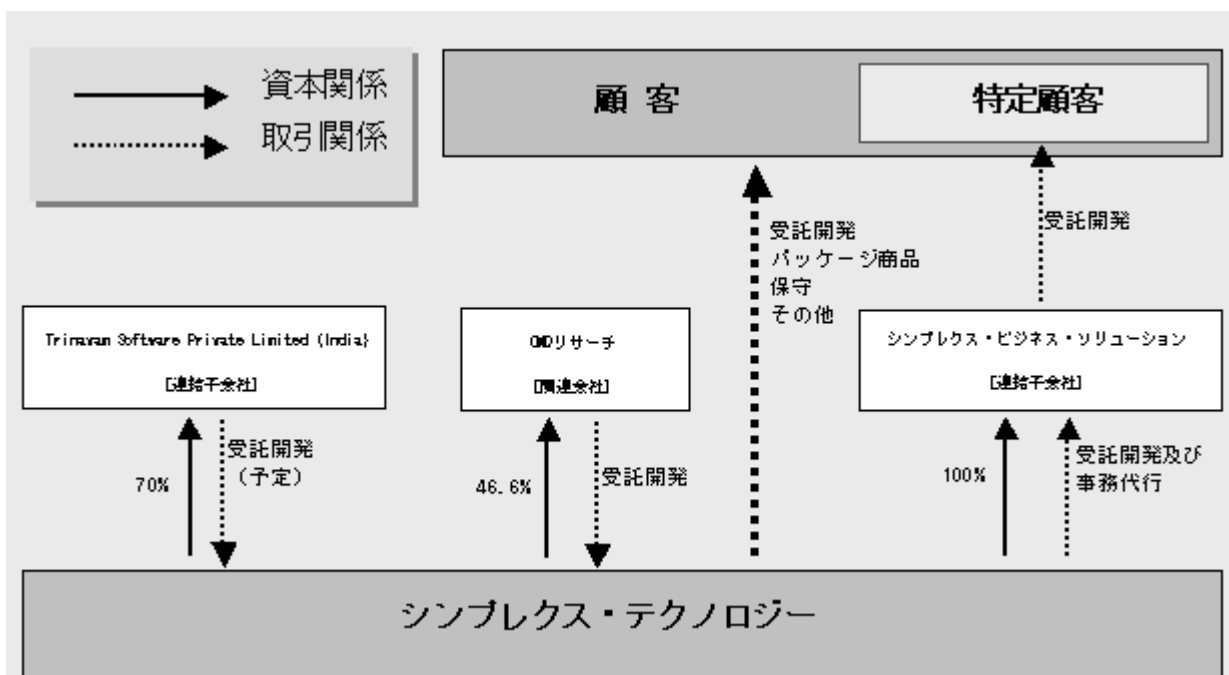 資本関係
取引関係
顧 客
特定顧客
受託開発
パッケージ商品
保守
その他
受託開発
Software Private Limited (India)
[連結子会社]
リサーチ
[関連会社]
シンプレクス・ビジネス・ソリューション
[連結子会社]
70%
受託開発
(予定)
46.6%
受託開発
100%
受託開発及び
事務代行
シンプレクス・テクノロジー